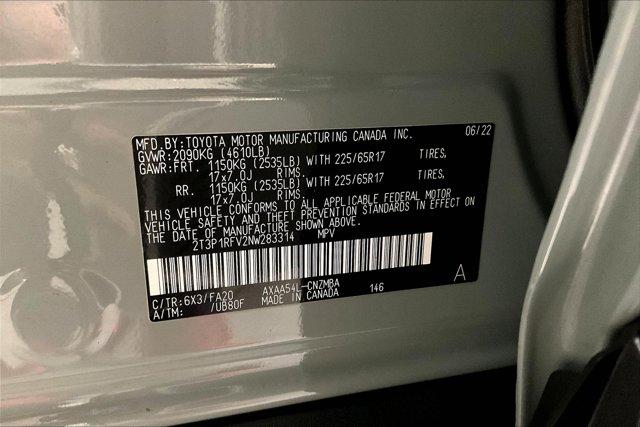 MFD. BY:TOYOTA MOTOR MANUFACTURING CANADA INC. 06/22
GVWR:2090KG (4610LB)
GAWR:FRT. 1150KG (2535LB) WITH 225/65R17 TIRES,
17x7.0J RIMS.
RR. 1150KG (2535LB) WITH 225/65R17 TIRES,
17x7.0J RIMS.
THIS VEHICLE CONFORMS TO ALL APPLICABLE FEDERAL MOTOR
VEHICLE SAFETY AND THEFT PREVENTION STANDARDS IN EFFECT ON
THE DATE OF MANUFACTURE SHOWN ABOVE.
2T3P1RFV2NW283314 MPV
C/TR:6X3/FA20 AXAA54L-CNZMBA 146 A
A/TM: /UB80F MADE IN CANADA